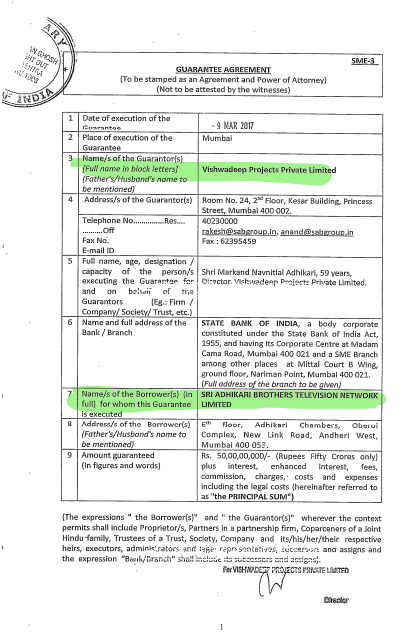 SME-3
GUARANTEE AGREEMENT
(To be stamped as an Agreement and Power of Attorney)
(Not to be attested by the witnesses)
1 Date of execution of the
Guarantee
- 9 MAR 2017
2 Place of execution of the
Guarantee
Mumbai
3 Name/s of the Guarantor(s)
(Full name in block letters)
(Father's/Husband's name to
be mentioned)
Vishwadeep Projects Private Limited
4 Address/s of the Guarantor(s)
Telephone No..............Res....
...........Off
Fax No.
E-mail ID
Room No. 24, 2nd Floor, Kesar Building, Princess
Street, Mumbai 400 002.
40230000
rakesh@sabgroup.in, anand@sabgroup.in
Fax : 62395459
5 Full name, age, designation /
capacity of the person/s
executing the Guarantee for
and on behalf of the
Guarantors (Eg.: Firm /
Company/ Society/ Trust, etc.)
Shri Markand Navnitlal Adhikari, 59 years,
Director. Vishwadeep Projects Private Limited.
6 Name and full address of the
Bank / Branch
STATE BANK OF INDIA, a body corporate
constituted under the State Bank of India Act,
1955, and having its Corporate Centre at Madam
Cama Road, Mumbai 400 021 and a SME Branch
among other places at Mittal Court B Wing,
ground floor, Nariman Point, Mumbai 400 021.
(Full address of the branch to be given)
7 Name/s of the Borrower(s) (In
full) for whom this Guarantee
is executed
SRI ADHIKARI BROTHERS TELEVISION NETWORK
LIMITED
8 Address/s of the Borrower(s)
(Father's/Husband's name to
be mentioned)
6th floor, Adhikari Chambers, Oberoi
Complex, New Link Road, Andheri West,
Mumbai 400 053.
9 Amount guaranteed
(In figures and words)
Rs. 50,00,00,000/- (Rupees Fifty Crores only)
plus interest, enhanced interest, fees,
commission, charges, costs and expenses
including the legal costs (hereinafter referred to
as "the PRINCIPAL SUM")
(The expressions " the Borrower(s)" and " the Guarantor(s)" wherever the context
permits shall include Proprietor/s, Partners in a partnership firm, Coparceners of a Joint
Hindu family, Trustees of a Trust, Society, Company and its/his/her/their respective
heirs, executors, administrators and legal representatives, successors and assigns and
the expression "Bank/Branch" shall include its successors and assigns).
For VISHWADEEP PROJECTS PRIVATE LIMITED
Director
1